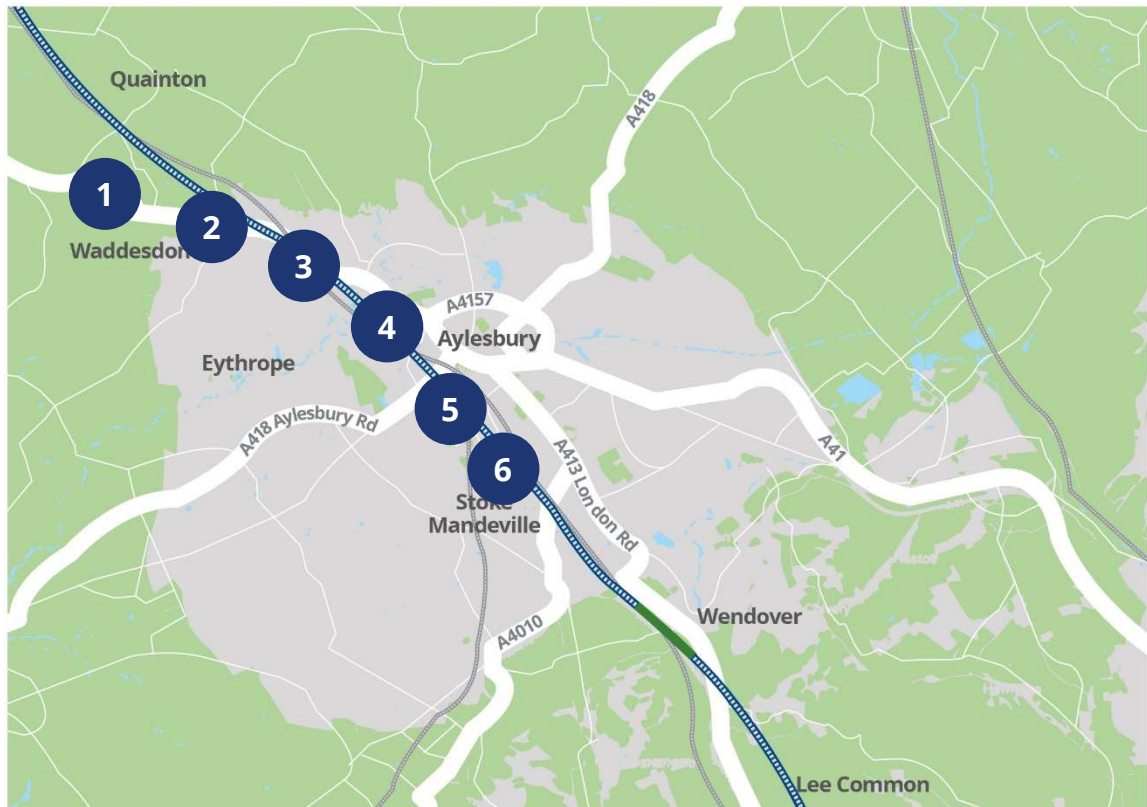 Quainton
A418
1
2
Waddesdon
3
A4157
4
Aylesbury
Eythrope
5
A418 Aylesbury Rd
A41
6
A413 London Rd
Stoke
Mandeville
Wendover
A4010
Lee Common